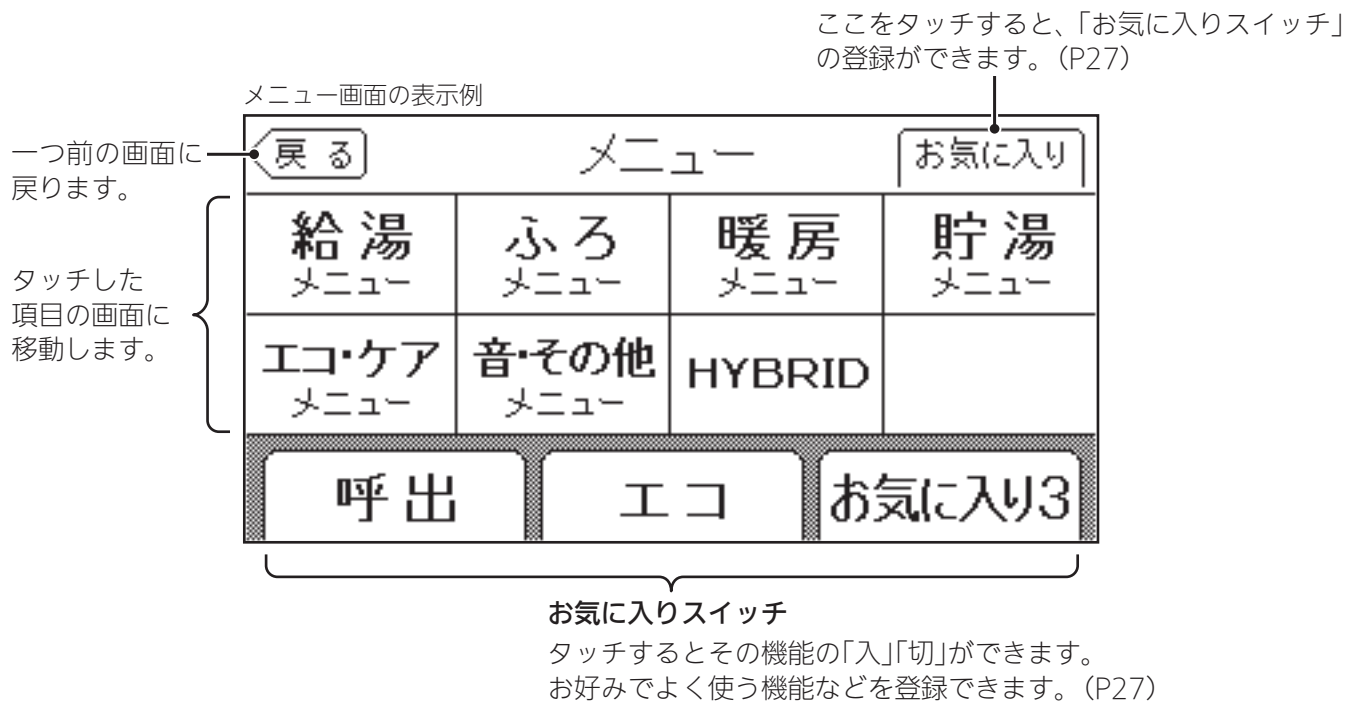 ここをタッチすると、「お気に入りスイッチ」
の登録ができます。（P27）
メニュー画面の表示例
一つ前の画面に
戻ります。
戻る
メニュー
お気に入り
タッチした
項目の画面に
移動します。
給湯
メニュー
ふろ
メニュー
暖房
メニュー
貯湯
メニュー
エコ・ケア
メニュー
音・その他
メニュー
HYBRID
呼出
エコ
お気に入り3
お気に入りスイッチ
タッチするとその機能の「入」「切」ができます。
お好みでよく使う機能などを登録できます。（P27）